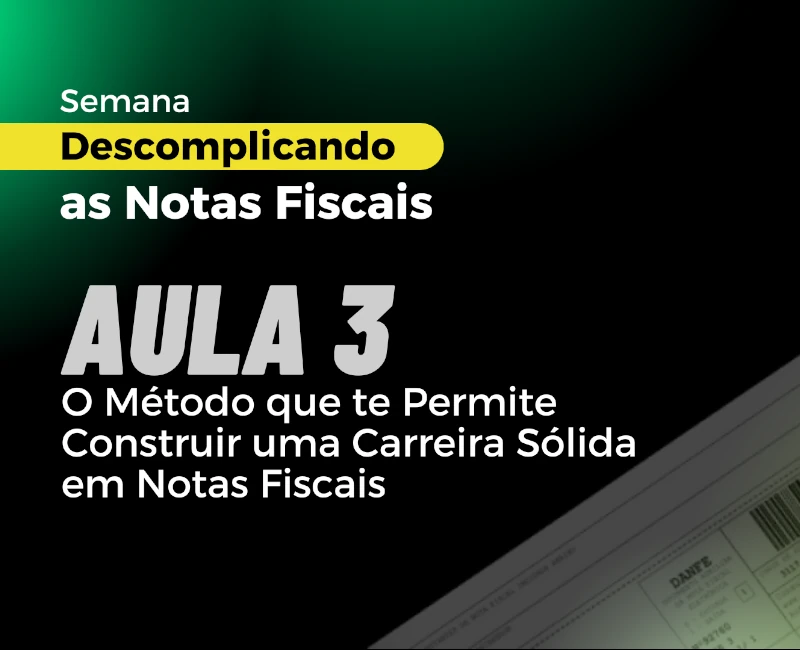 Semana
Descomplicando
as Notas Fiscais
AULA 3
O Método que te Permite
Construir uma Carreira Sólida
em Notas Fiscais
DANFE